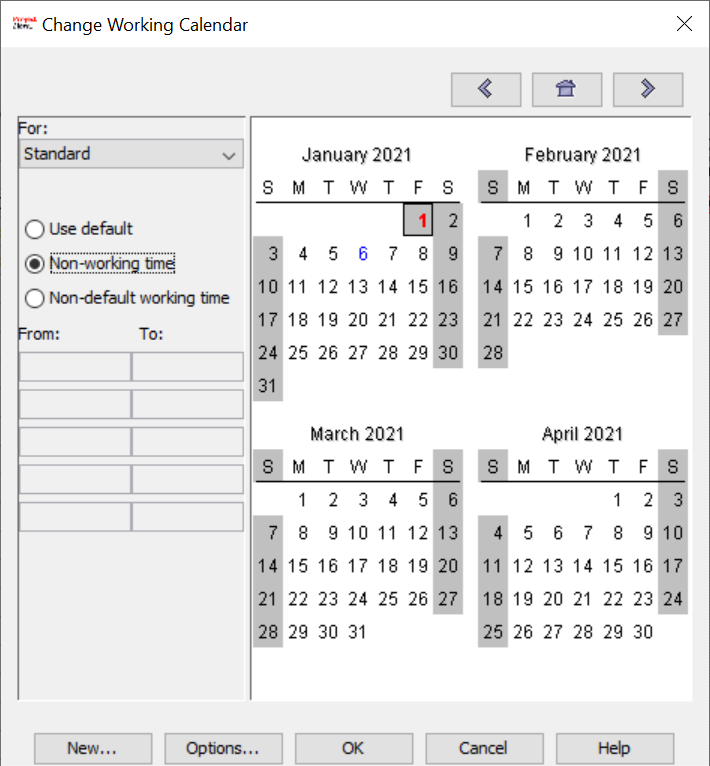 Change Working Calendar
For:
Standard
Use default
Non-working time
Non-default working time
From: To:
January 2021
S M T W T F S
1 2
3 4 5 6 7 8 9
10 11 12 13 14 15 16
17 18 19 20 21 22 23
24 25 26 27 28 29 30
31
February 2021
S M T W T F S
1 2 3 4 5 6
7 8 9 10 11 12 13
14 15 16 17 18 19 20
21 22 23 24 25 26 27
28
March 2021
S M T W T F S
1 2 3 4 5 6
7 8 9 10 11 12 13
14 15 16 17 18 19 20
21 22 23 24 25 26 27
28 29 30 31
April 2021
S M T W T F S
1 2 3
4 5 6 7 8 9 10
11 12 13 14 15 16 17
18 19 20 21 22 23 24
25 26 27 28 29 30
New... Options... OK Cancel Help